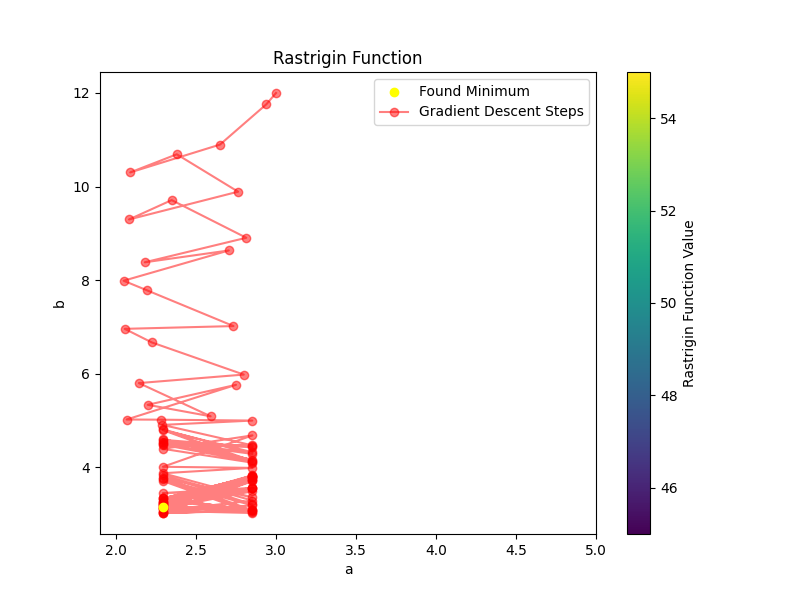 Rastrigin Function
Found Minimum
Gradient Descent Steps
12
10
8
6
4
b
2.0 2.5 3.0 3.5 4.0 4.5 5.0
a
54
52
50
48
46
Rastrigin Function Value